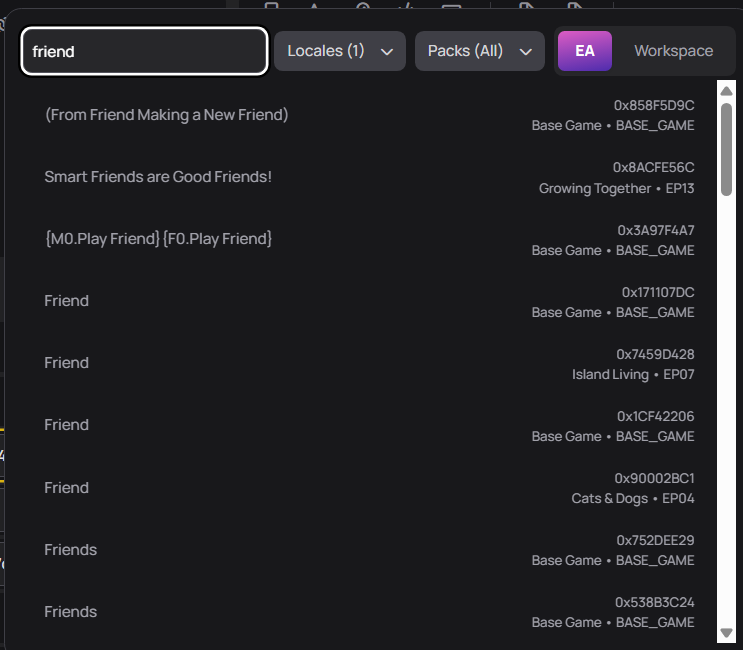 friend
Locales (1)
Packs (All)
EA
Workspace
(From Friend Making a New Friend)
0x858F5D9C
Base Game • BASE_GAME
Smart Friends are Good Friends!
0x8ACFE56C
Growing Together • EP13
{M0.Play Friend}{F0.Play Friend}
0x3A97F4A7
Base Game • BASE_GAME
Friend
0x171107DC
Base Game • BASE_GAME
Friend
0x7459D428
Island Living • EP07
Friend
0x1CF42206
Base Game • BASE_GAME
Friend
0x90002BC1
Cats & Dogs • EP04
Friends
0x752DEE29
Base Game • BASE_GAME
Friends
0x538B3C24
Base Game • BASE_GAME